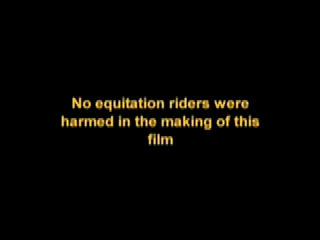 No equitation riders were
harmed in the making of this
film